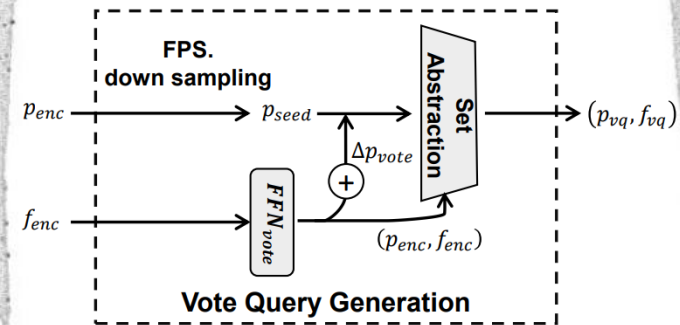 FPS.
down sampling
p_enc
p_seed
Set Abstraction
(p_vq, f_vq)
Δp_vote
+
f_enc
FFN_vote
(p_enc, f_enc)
Vote Query Generation